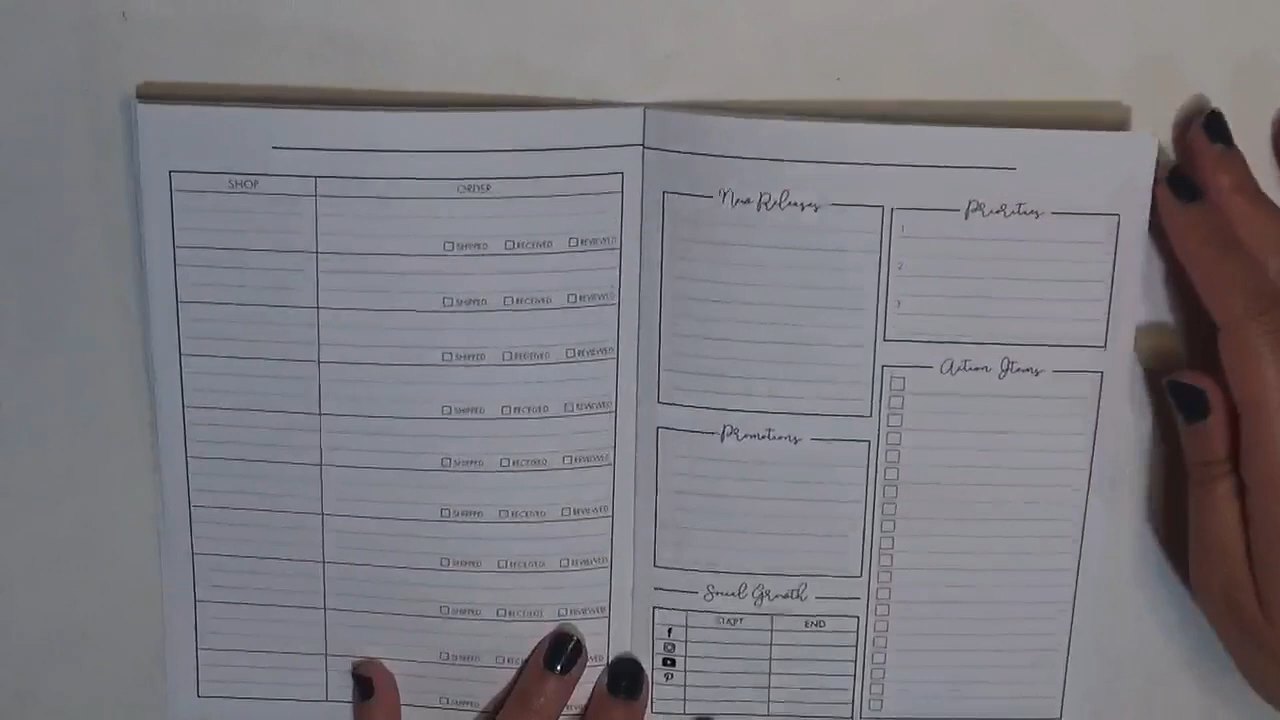 SHOP ORDER
SHIPPED RECEIVED REVIEWED
SHIPPED RECEIVED REVIEWED
SHIPPED RECEIVED REVIEWED
SHIPPED RECEIVED REVIEWED
SHIPPED RECEIVED REVIEWED
SHIPPED RECEIVED REVIEWED
SHIPPED RECEIVED REVIEWED
SHIPPED RECEIVED REVIEWED
SHIPPED
SHIPPED
New Releases
Promotions
Social Growth
START END
Priorities
1
2
3
Action Items